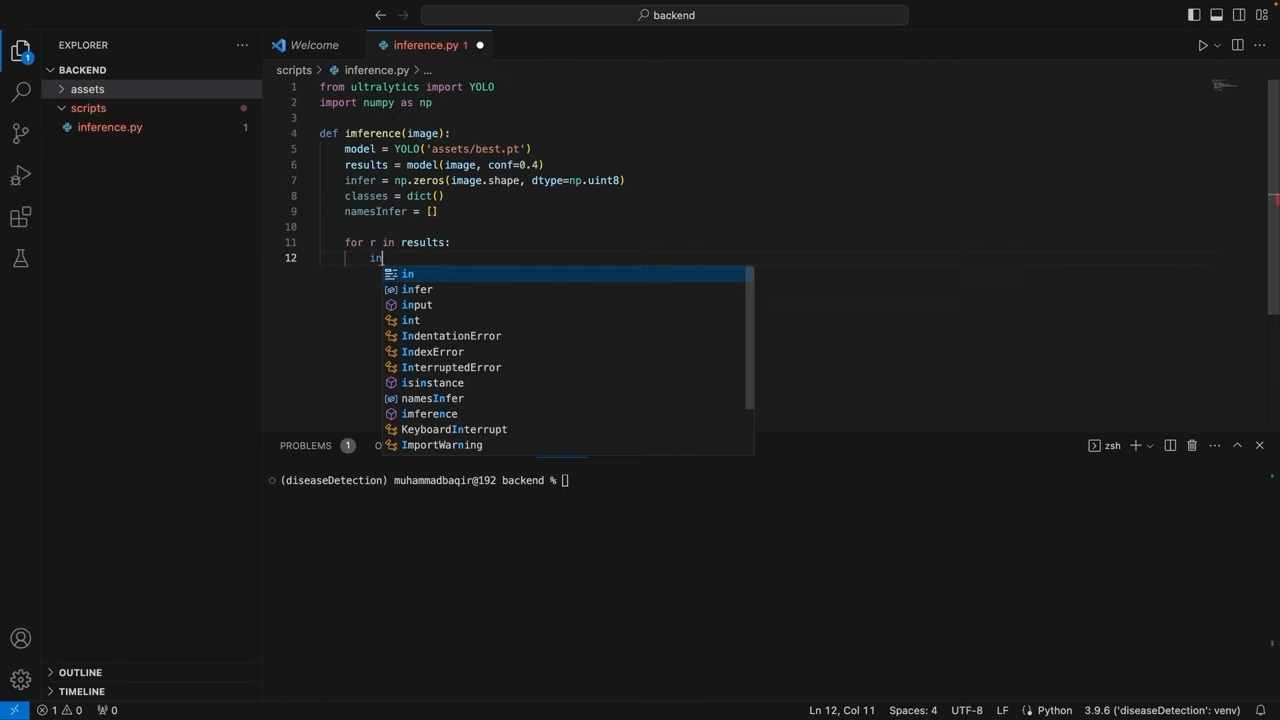 backend
EXPLORER
Welcome
inference.py 1
BACKEND
assets
scripts
inference.py
1
scripts > inference.py > ...
1 from ultralytics import YOLO
2 import numpy as np
3
4 def imference(image):
5 model = YOLO('assets/best.pt')
6 results = model(image, conf=0.4)
7 infer = np.zeros(image.shape, dtype=np.uint8)
8 classes = dict()
9 namesInfer = []
10
11 for r in results:
12 in
in
infer
input
int
IndentationError
IndexError
InterruptedError
isinstance
namesInfer
imference
KeyboardInterrupt
ImportWarning
PROBLEMS 1
zsh
(diseaseDetection) muhammadbaqir@192 backend %
OUTLINE
TIMELINE
1 0 0 Ln 12, Col 11 Spaces: 4 UTF-8 LF Python 3.9.6 ('diseaseDetection': venv)